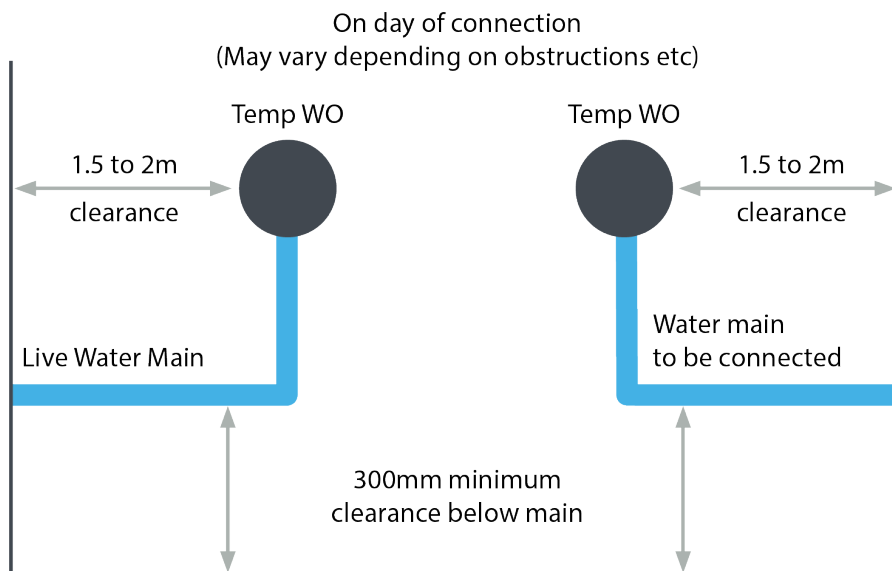 On day of connection
(May vary depending on obstructions etc)
Temp WO
Temp WO
1.5 to 2m
clearance
1.5 to 2m
clearance
Live Water Main
Water main
to be connected
300mm minimum
clearance below main